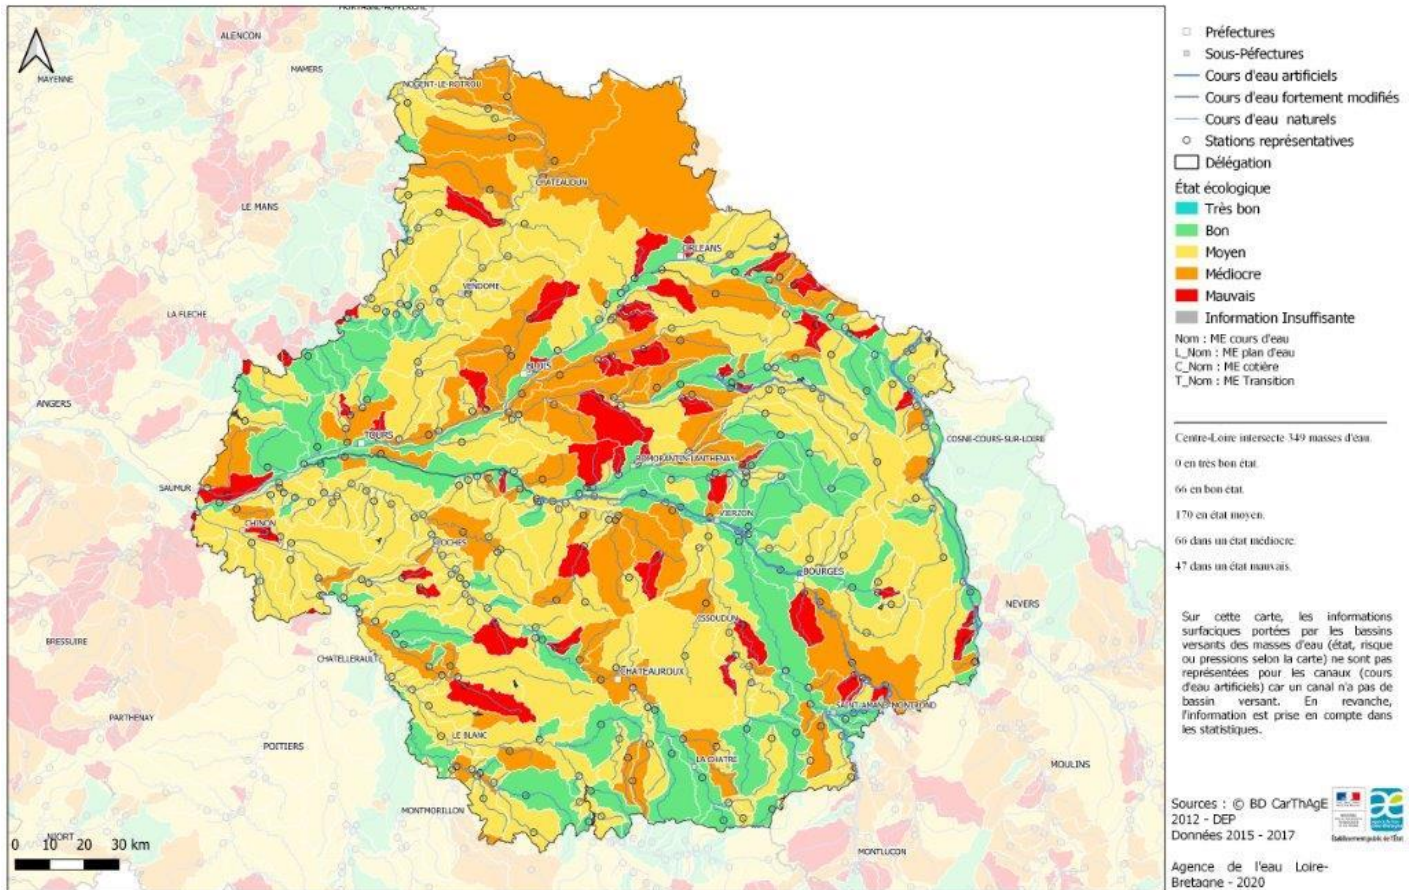 MORTAGNE-AU-PERCHE
ALENCON
MAYENNE
MAMERS
NOGENT-LE-ROTROU
CHATEAUDUN
LE MANS
ORLEANS
VENDOME
LA FLECHE
BLOIS
ANGERS
TOURS
COSNE-COURS-SUR-LOIRE
ROMORANTIN-LANTHENAY
SAUMUR
VIERZON
CHINON
LOCHES
BOURGES
NEVERS
ISSOUDUN
BRESSUIRE
CHATELLERAULT
CHATEAUROUX
SAINT-AMAND-MONTROND
PARTHENAY
LE BLANC
POITIERS
LA CHATRE
MOULINS
MONTMORILLON
NIORT
MONTLUCON
0 10 20 30 km
Préfectures
Sous-Péfectures
Cours d'eau artificiels
Cours d'eau fortement modifiés
Cours d'eau naturels
Stations représentatives
Délégation
État écologique
Très bon
Bon
Moyen
Médiocre
Mauvais
Information Insuffisante
Nom : ME cours d'eau
L_Nom : ME plan d'eau
C_Nom : ME cotière
T_Nom : ME Transition
Centre-Loire intersecte 349 masses d'eau.
0 en très bon état.
66 en bon état.
170 en état moyen.
66 dans un état médiocre.
47 dans un état mauvais.
Sur cette carte, les informations
surfaciques portées par les bassins
versants des masses d'eau (état, risque
ou pressions selon la carte) ne sont pas
représentées pour les canaux (cours
d'eau artificiels) car un canal n'a pas de
bassin versant. En revanche,
l'information est prise en compte dans
les statistiques.
Sources : © BD CarThAgE
2012 - DEP
Données 2015 - 2017
Établissement public de l'État
Agence de l'eau Loire-
Bretagne - 2020